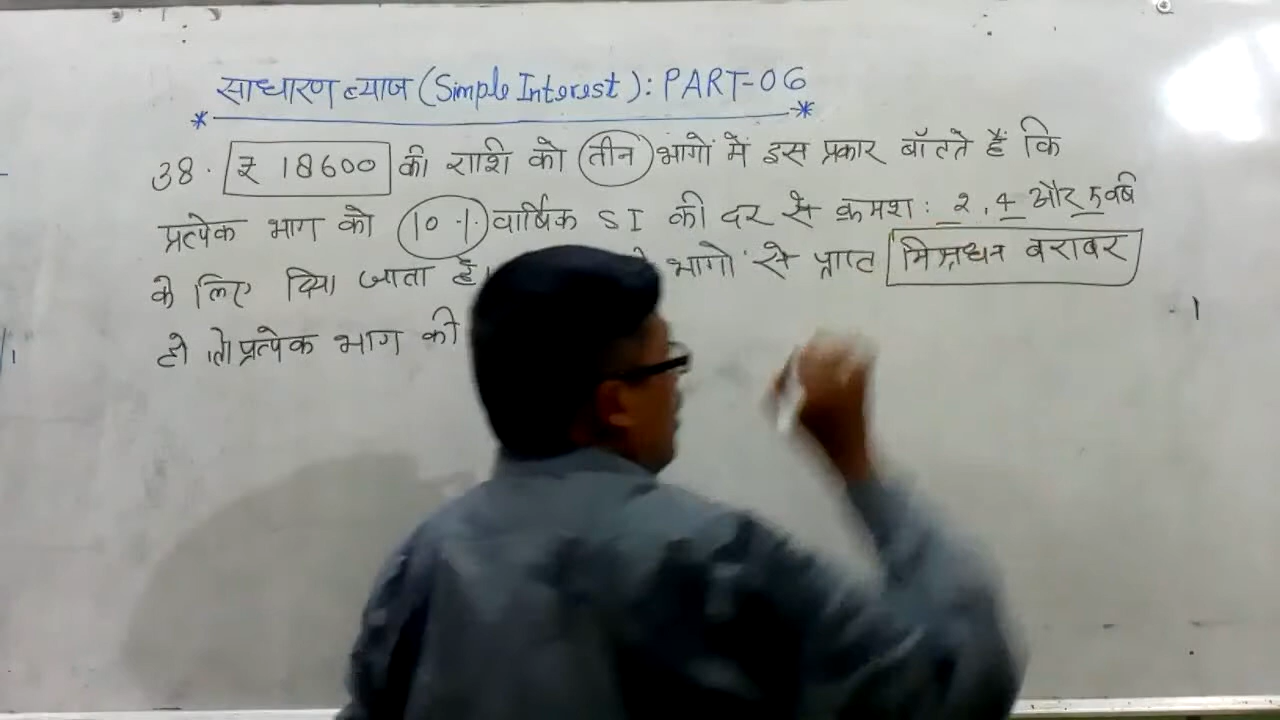 साधारण ब्याज (Simple Interest): PART-06
38. ₹ 18600 की राशि को तीन भागों में इस प्रकार बाँटते हैं कि
प्रत्येक भाग को 10% वार्षिक SI की दर से क्रमश: 2, 4 और 5 वर्ष
के लिए दिया जाता है। भागों से प्राप्त मिश्रधन बराबर
हो तो प्रत्येक भाग की